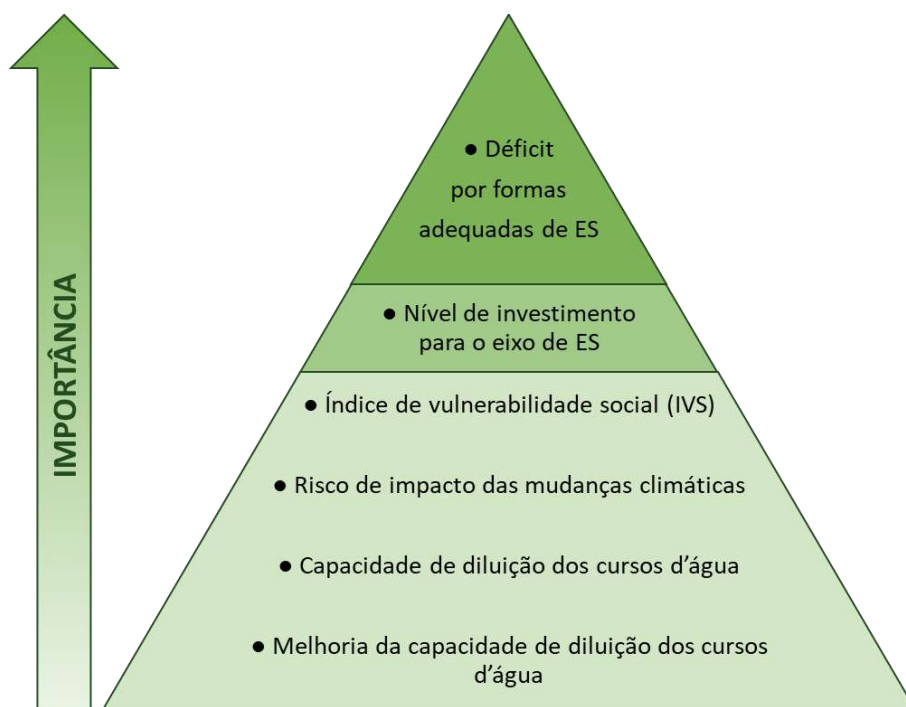 IMPORTÂNCIA
● Déficit
por formas
adequadas de ES
● Nível de investimento
para o eixo de ES
● Índice de vulnerabilidade social (IVS)
● Risco de impacto das mudanças climáticas
● Capacidade de diluição dos cursos d’água
● Melhoria da capacidade de diluição dos cursos
d’água